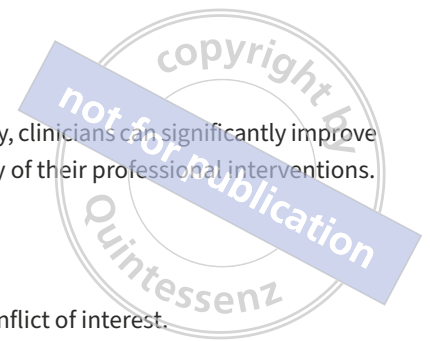 y, clinicians can significantly improve
y of their professional interventions.
nflict of interest.
copyright by
not for publication
Quintessenz